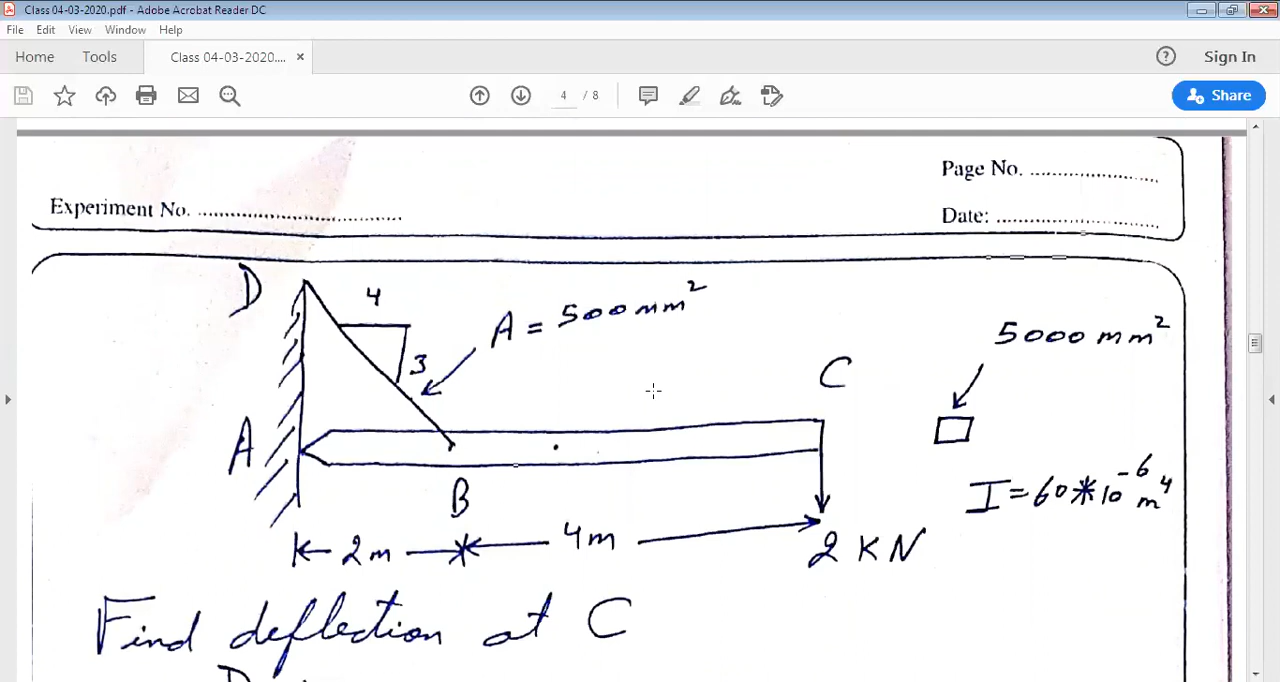 Class 04-03-2020.pdf - Adobe Acrobat Reader DC
File Edit View Window Help
Home Tools Class 04-03-2020.... × Sign In
4 / 8 Share
Page No. ............................
Experiment No. ............................................
Date: ...................................
D
4
3
A = 500mm²
5000 mm²
C
A
B
I = 60*10⁻⁶ m⁴
2m 4m 2 KN
Find deflection at C